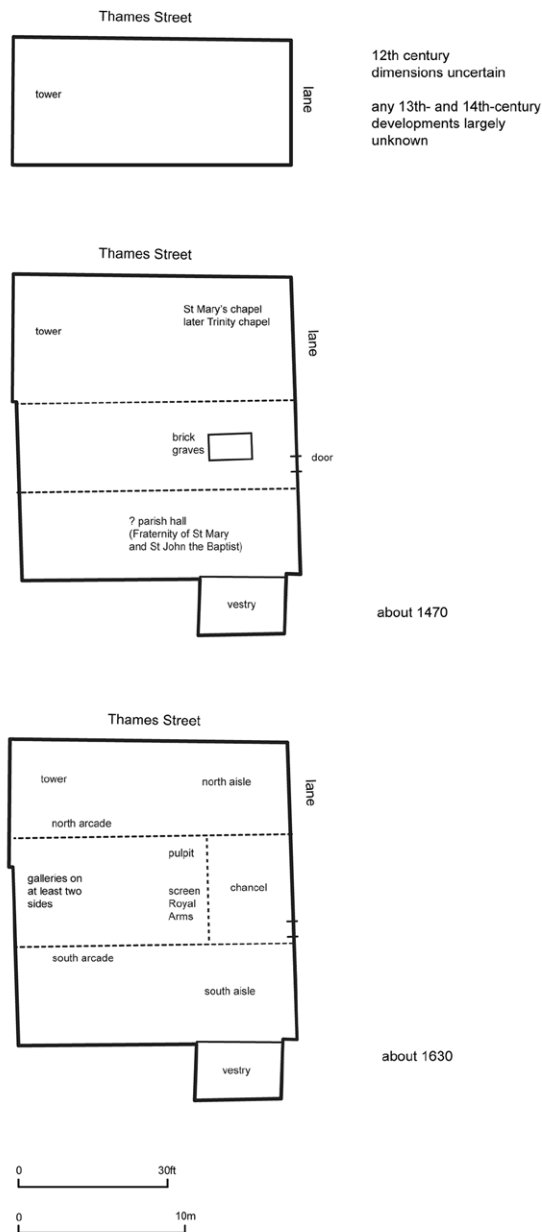 Thames Street
tower
lane
12th century
dimensions uncertain
any 13th- and 14th-century
developments largely
unknown
Thames Street
St Mary's chapel
later Trinity chapel
tower
lane
brick
graves
door
? parish hall
(Fraternity of St Mary
and St John the Baptist)
vestry
about 1470
Thames Street
tower
north aisle
lane
north arcade
pulpit
galleries on
at least two
sides
screen
Royal
Arms
chancel
south arcade
south aisle
vestry
about 1630
0 30ft
0 10m